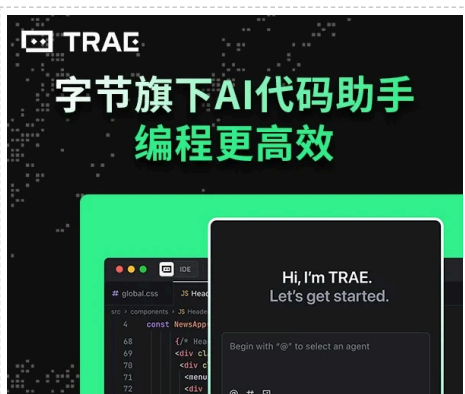 TRAE
字节旗下AI代码助手
编程更高效
IDE
# global.css
JS Head
src › components › JS Heade
4 const NewsApp
68 {/* Hea
69 <div cl
70 <div c
71 <menu
72 <div
Hi, I'm TRAE.
Let's get started.
Begin with "@" to select an agent
@ #